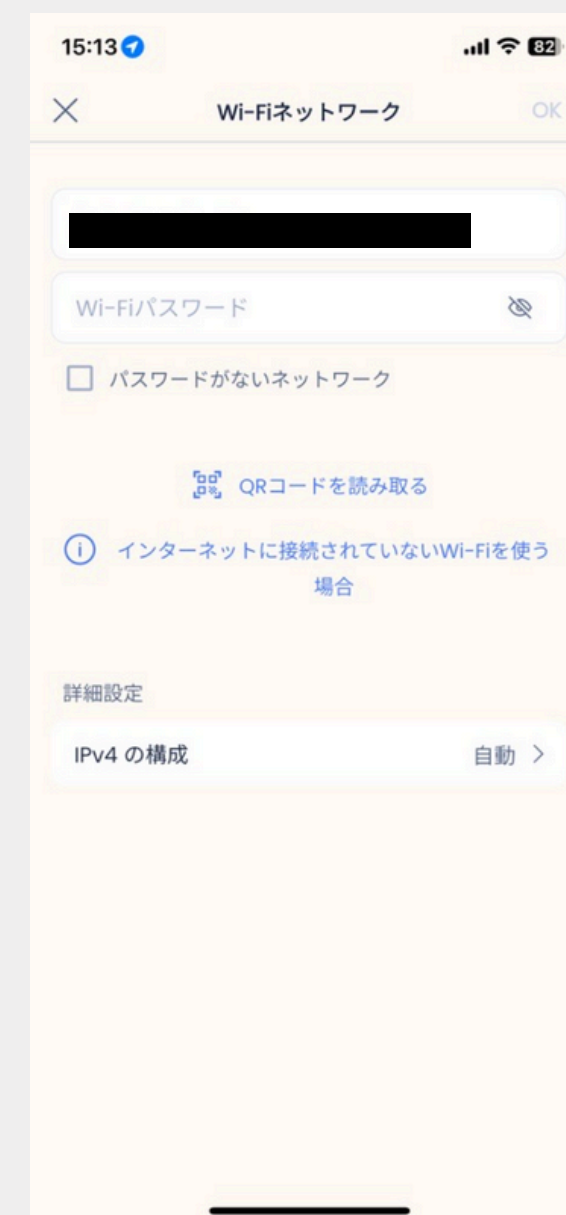 15:13
82
Wi-Fiネットワーク
OK
Wi-Fiパスワード
パスワードがないネットワーク
QRコードを読み取る
インターネットに接続されていないWi-Fiを使う
場合
詳細設定
IPv4 の構成
自動